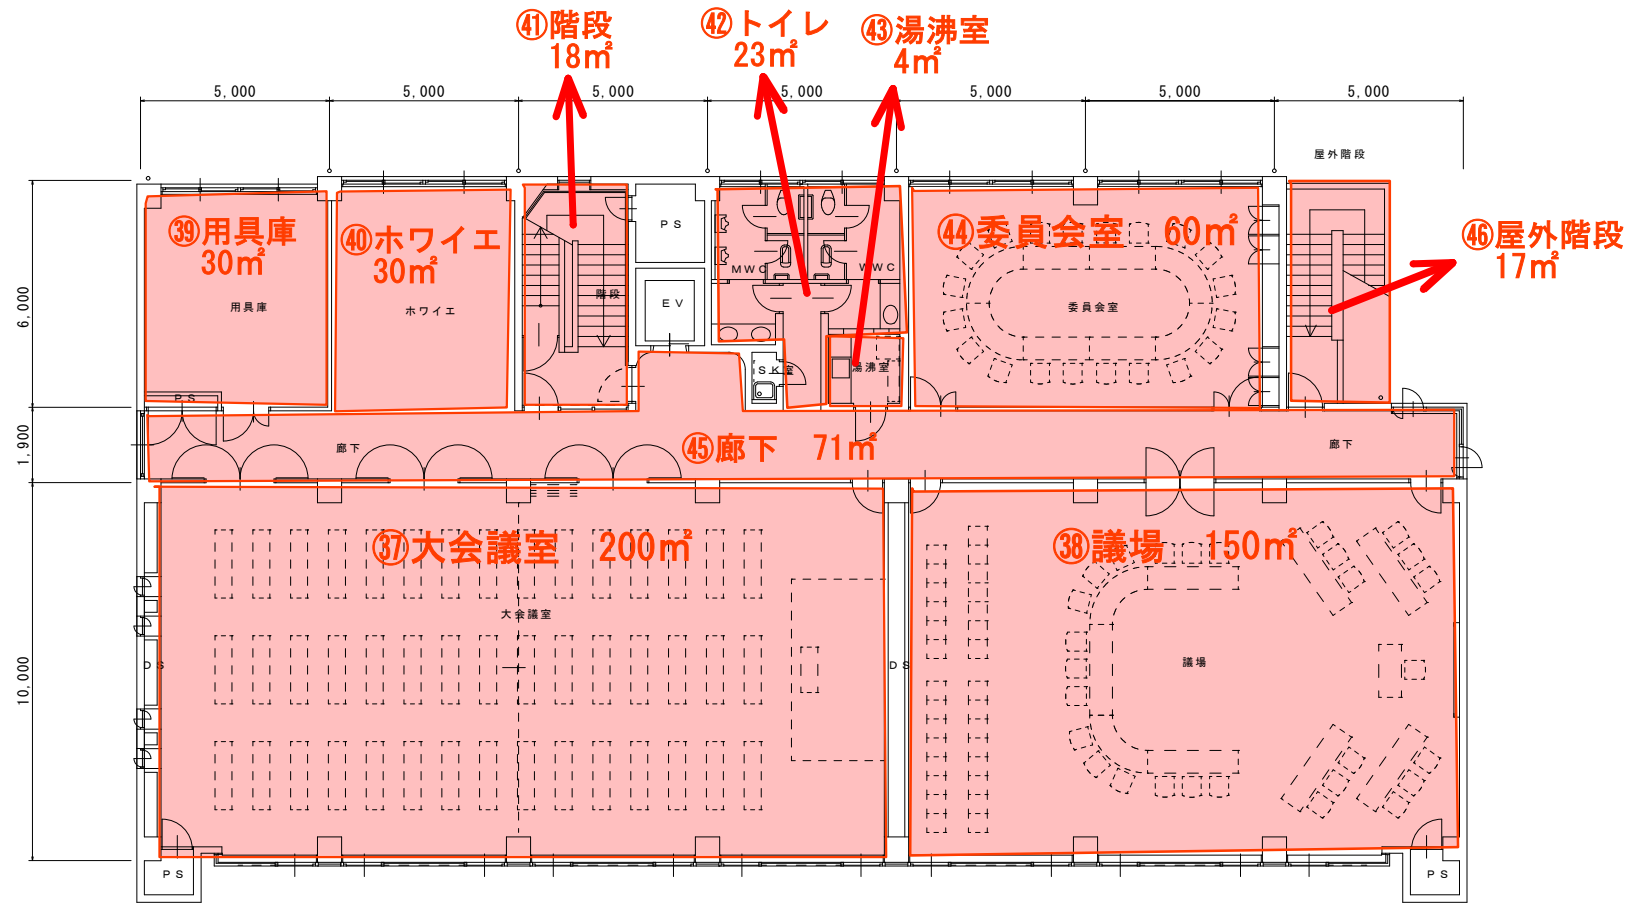 ㊶階段
18㎡
㊷トイレ
23㎡
㊸湯沸室
4㎡
5,000
5,000
5,000
5,000
5,000
5,000
5,000
屋外階段
㊴用具庫
30㎡
㊵ホワイエ
30㎡
PS
㊹委員会室 60㎡
㊻屋外階段
17㎡
MWC
WWC
階段
EV
用具庫
ホワイエ
委員会室
6,000
SK室
湯沸室
PS
1,900
廊下
㊺廊下 71㎡
廊下
㊲大会議室 200㎡
㊳議場 150㎡
大会議室
10,000
DS
DS
議場
PS
PS